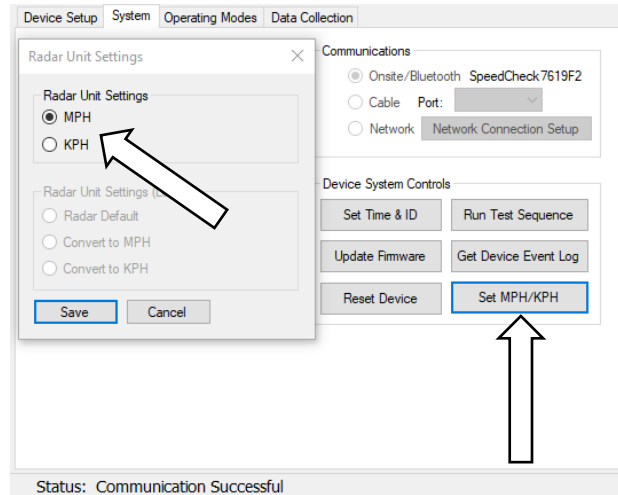 Device Setup System Operating Modes Data Collection
Radar Unit Settings
Radar Unit Settings
MPH
KPH
Radar Unit Settings
Radar Default
Convert to MPH
Convert to KPH
Save Cancel
Communications
Onsite/Bluetooth SpeedCheck7619F2
Cable Port:
Network Network Connection Setup
Device System Controls
Set Time & ID Run Test Sequence
Update Firmware Get Device Event Log
Reset Device Set MPH/KPH
Status: Communication Successful